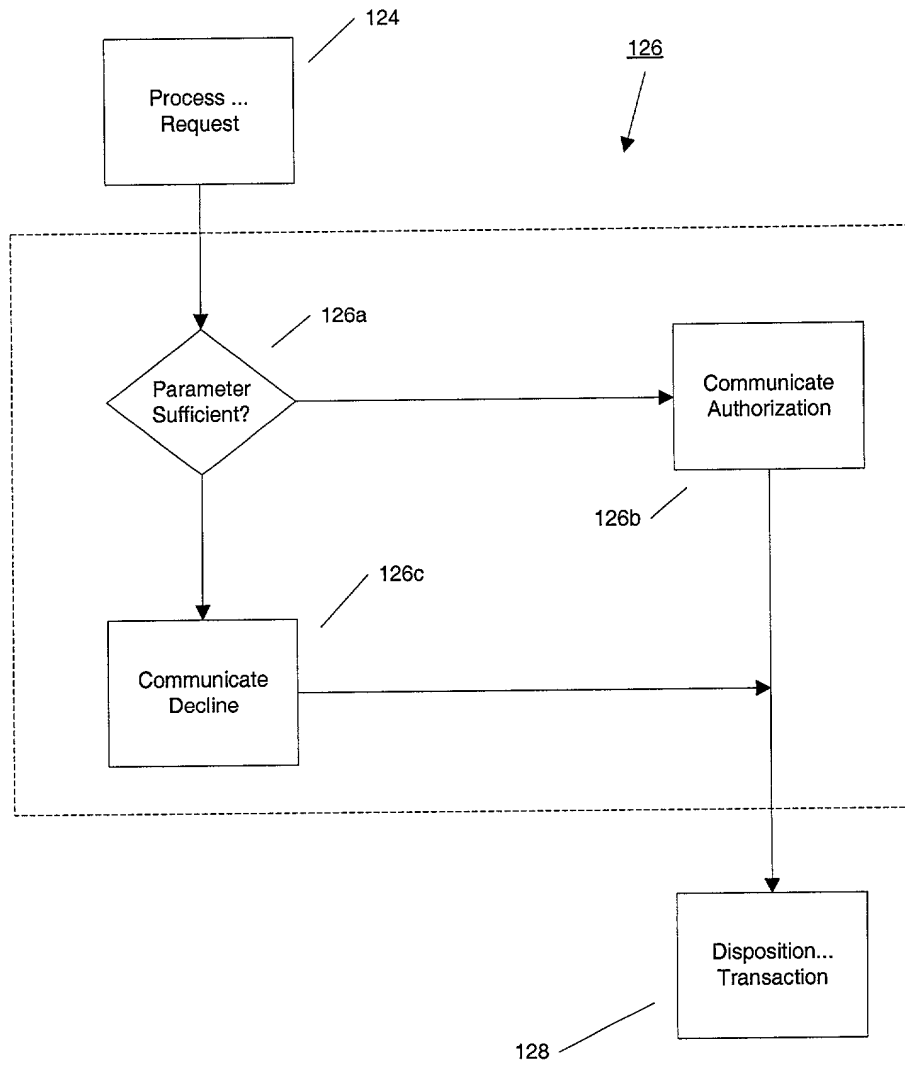 124
126
Process ...
Request
126a
Parameter
Sufficient?
Communicate
Authorization
126b
126c
Communicate
Decline
Disposition...
Transaction
128